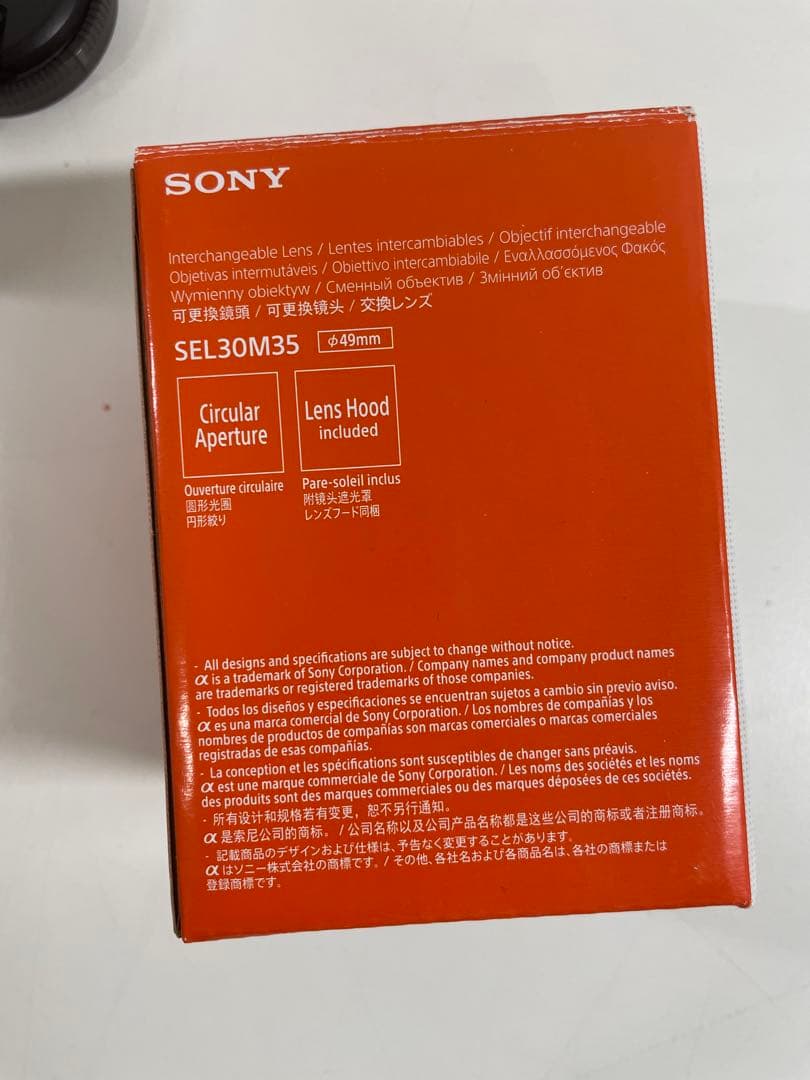 SONY
Interchangeable Lens / Lentes intercambiables / Objectif interchangeable
Objetivas intermutáveis / Obiettivo intercambiabile / Εναλλασσόμενος Φακός
Wymienny obiektyw / Сменный объектив / Змінний об'єктив
可更換鏡頭 / 可更换镜头 / 交換レンズ
SEL30M35 ϕ49mm
Circular
Aperture
Ouverture circulaire
圆形光圈
円形絞り
Lens Hood
included
Pare-soleil inclus
附镜头遮光罩
レンズフード同梱
- All designs and specifications are subject to change without notice.
α is a trademark of Sony Corporation. / Company names and company product names
are trademarks or registered trademarks of those companies.
- Todos los diseños y especificaciones se encuentran sujetos a cambio sin previo aviso.
α es una marca comercial de Sony Corporation. / Los nombres de compañías y los
nombres de productos de compañías son marcas comerciales o marcas comerciales
registradas de esas compañías.
- La conception et les spécifications sont susceptibles de changer sans préavis.
α est une marque commerciale de Sony Corporation. / Les noms des sociétés et les noms
des produits sont des marques commerciales ou des marques déposées de ces sociétés.
- 所有设计和规格若有变更，恕不另行通知。
α 是索尼公司的商标。 / 公司名称以及公司产品名称都是这些公司的商标或者注册商标。
- 記載商品のデザインおよび仕様は、予告なく変更することがあります。
α はソニー株式会社の商標です。/ その他、各社名および各商品名は、各社の商標または
登録商標です。